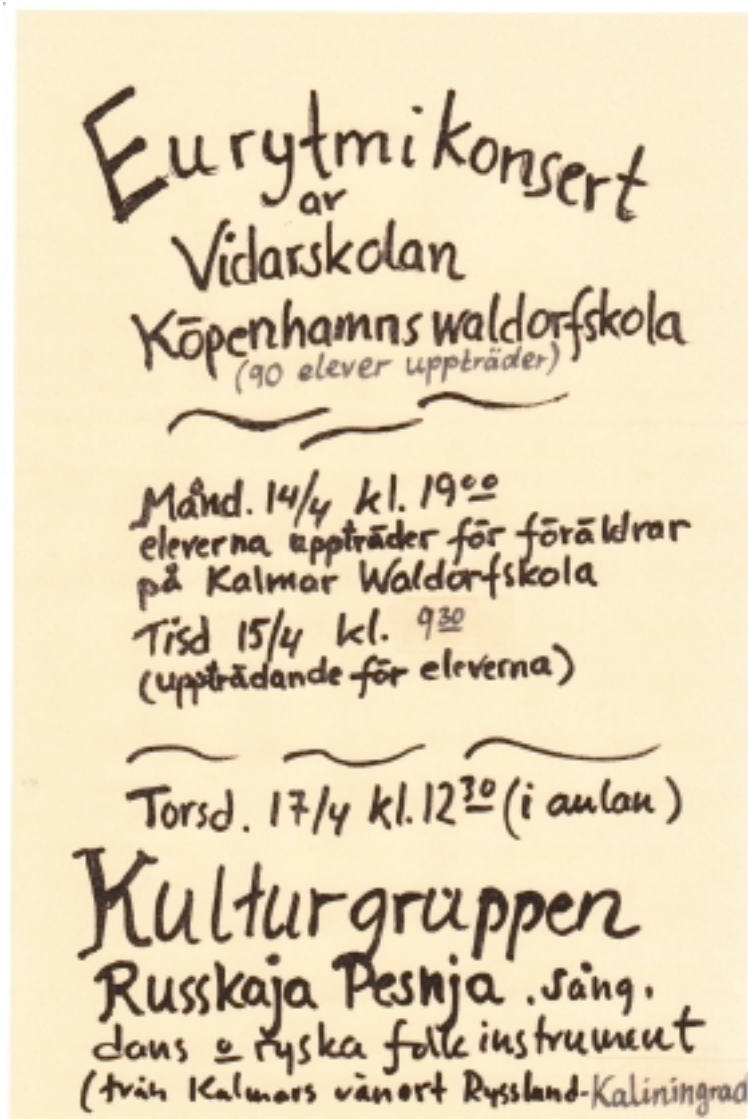 Eurytmikonsert
av
Vidarskolan
Köpenhamns waldorfskola
(90 elever uppträder)
Månd. 14/4 kl. 19⁰⁰
eleverna uppträder för föräldrar
på Kalmar Waldorfskola
Tisd 15/4 kl. 9³⁰
(uppträdande för eleverna)
Torsd. 17/4 kl. 12³⁰ (i aulan)
Kulturgruppen
Russkaja Pesnja . sång.
dans o ryska folkinstrument
(från Kalmars vänort Ryssland-Kaliningrad